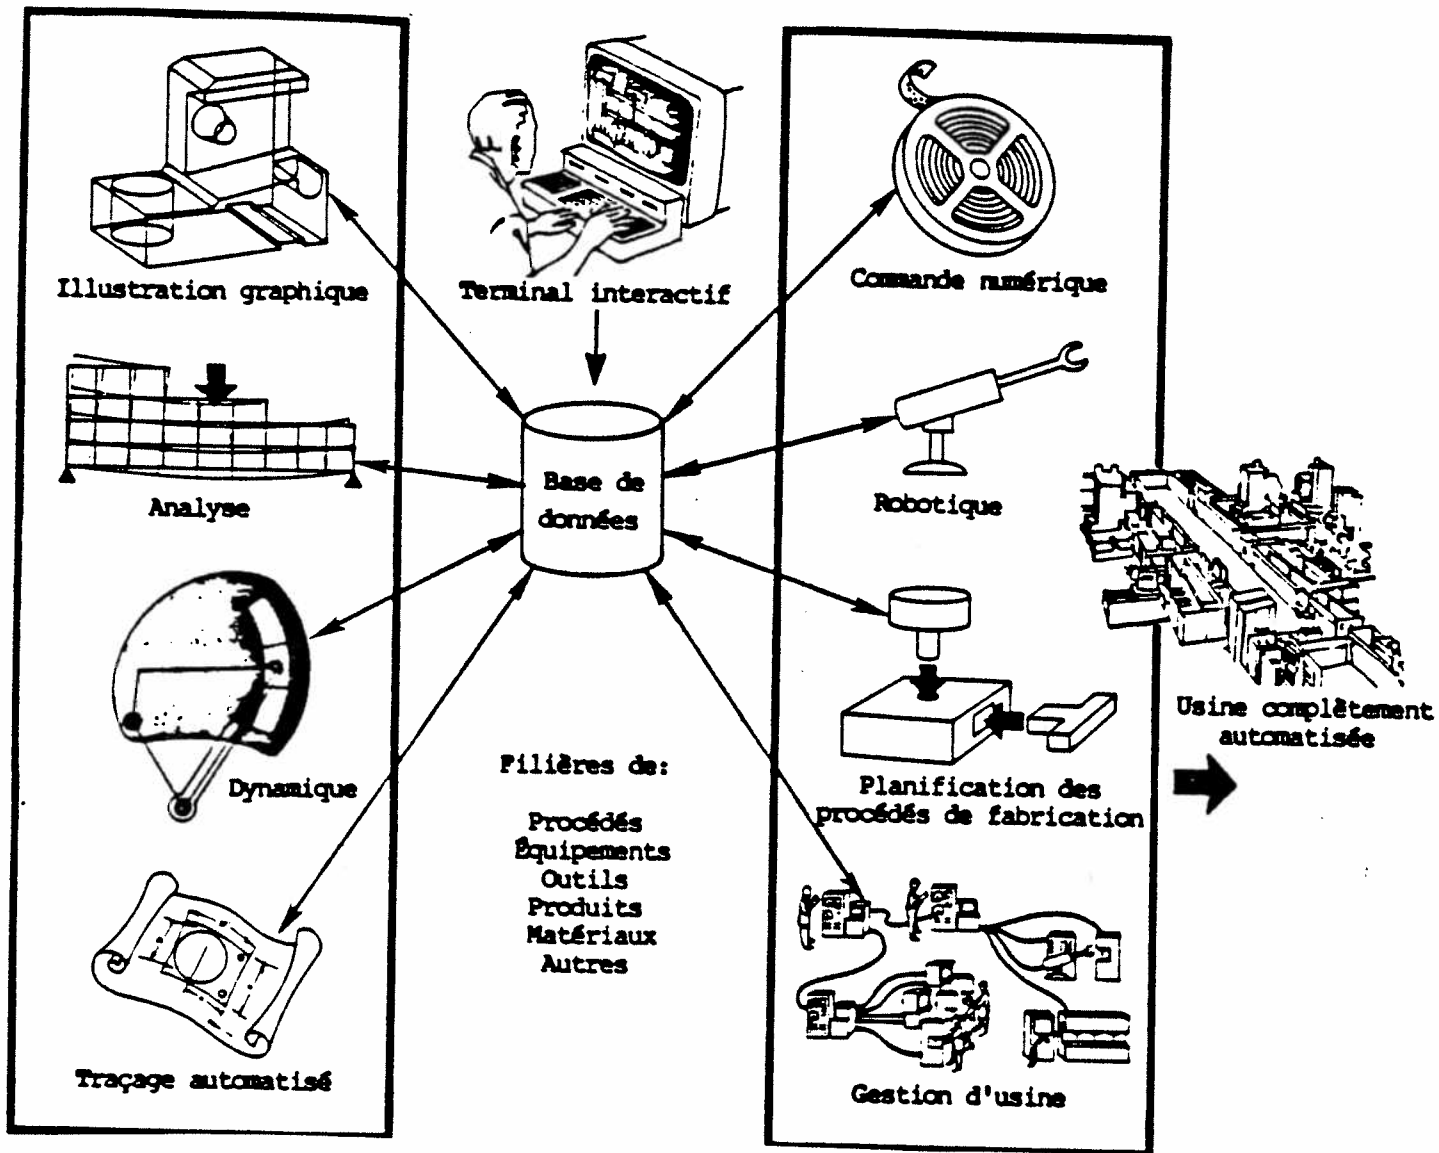 Illustration graphique
Terminal interactif
Commande numérique
Analyse
Base de
données
Robotique
Dynamique
Filières de:
Procédés
Équipements
Outils
Produits
Matériaux
Autres
Planification des
procédés de fabrication
Usine complètement
automatisée
Traçage automatisé
Gestion d'usine